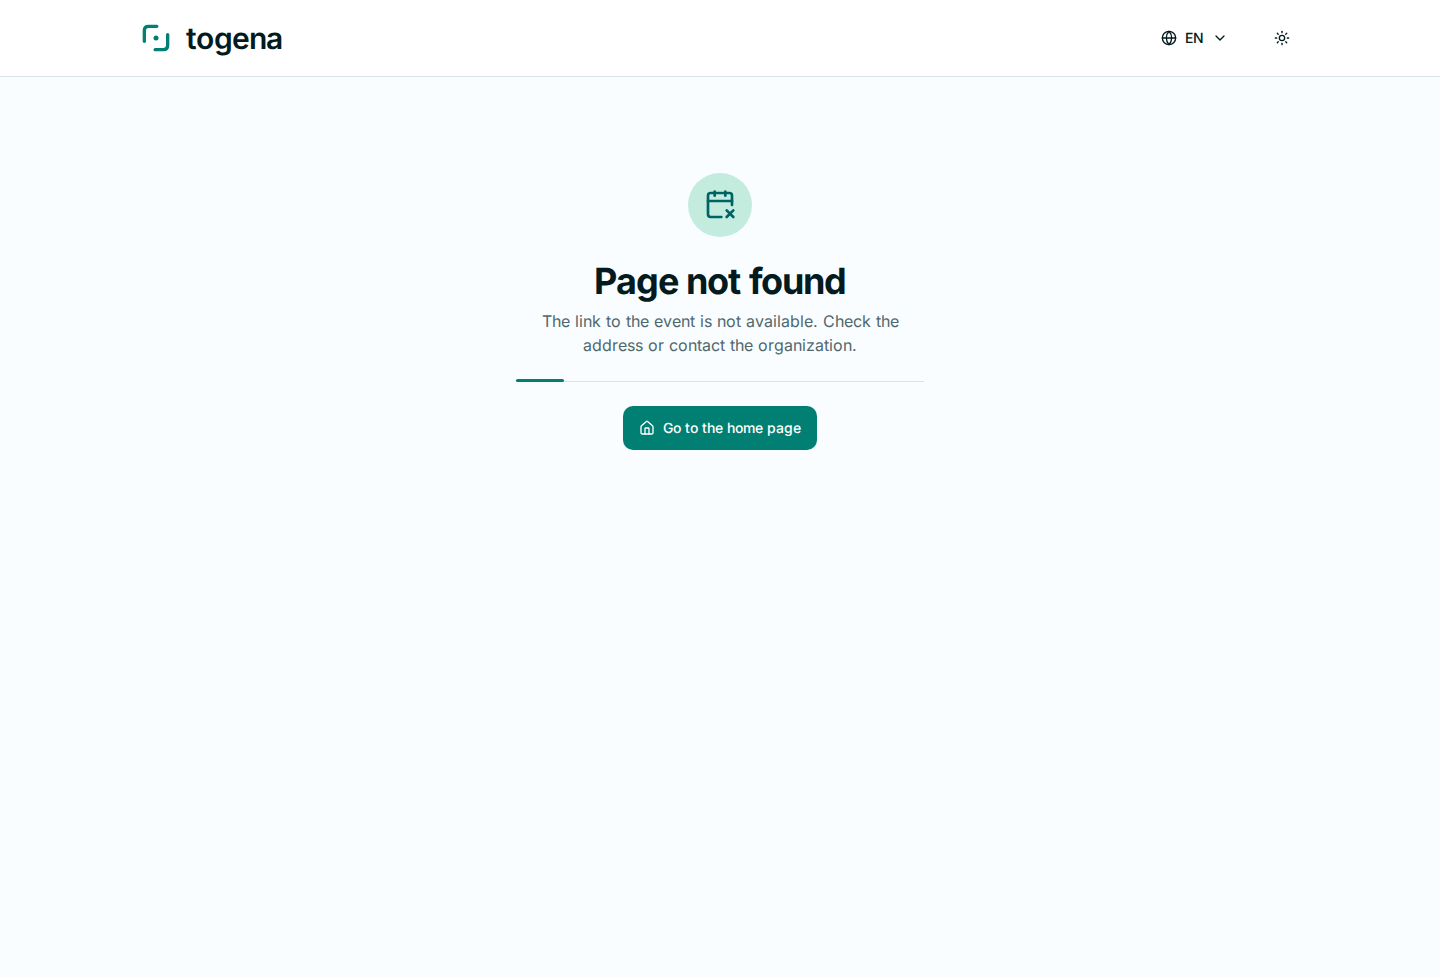 togena
EN
Page not found
The link to the event is not available. Check the
address or contact the organization.
Go to the home page